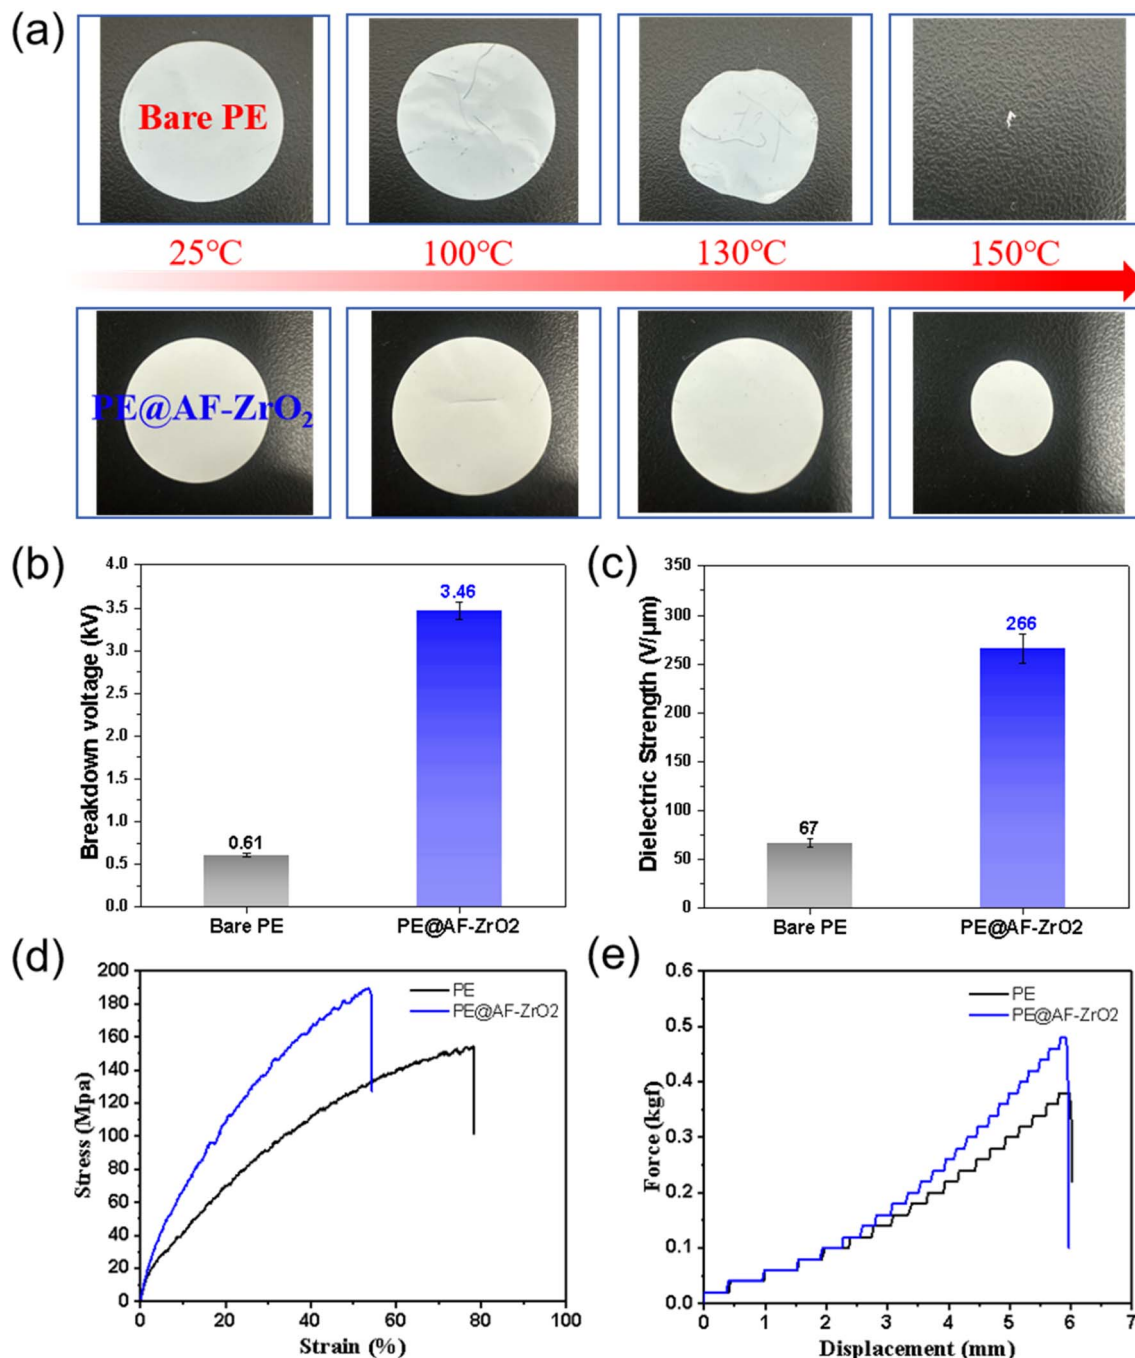 (a)
Bare PE
25℃ 100℃ 130℃ 150℃
PE@AF-ZrO₂
(b)
4.0
3.5
3.0
2.5
2.0
1.5
1.0
0.5
0.0
Breakdown voltage (kV)
0.61
3.46
Bare PE PE@AF-ZrO2
(c)
350
300
250
200
150
100
50
0
Dielectric Strength (V/μm)
67
266
Bare PE PE@AF-ZrO2
(d)
200
180
160
140
120
100
80
60
40
20
0
Stress (Mpa)
PE
PE@AF-ZrO2
0 20 40 60 80 100
Strain (%)
(e)
0.6
0.5
0.4
0.3
0.2
0.1
0.0
Force (kgf)
PE
PE@AF-ZrO2
0 1 2 3 4 5 6 7
Displacement (mm)